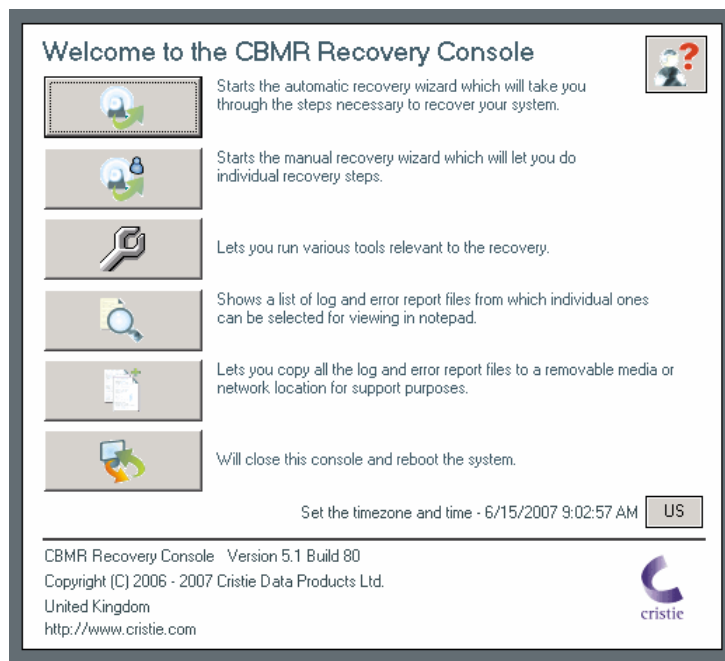 Welcome to the CBMR Recovery Console
?
Starts the automatic recovery wizard which will take you
through the steps necessary to recover your system.
Starts the manual recovery wizard which will let you do
individual recovery steps.
Lets you run various tools relevant to the recovery.
Shows a list of log and error report files from which individual ones
can be selected for viewing in notepad.
Lets you copy all the log and error report files to a removable media or
network location for support purposes.
Will close this console and reboot the system.
Set the timezone and time - 6/15/2007 9:02:57 AM US
CBMR Recovery Console Version 5.1 Build 80
Copyright (C) 2006 - 2007 Cristie Data Products Ltd.
United Kingdom
http://www.cristie.com
cristie